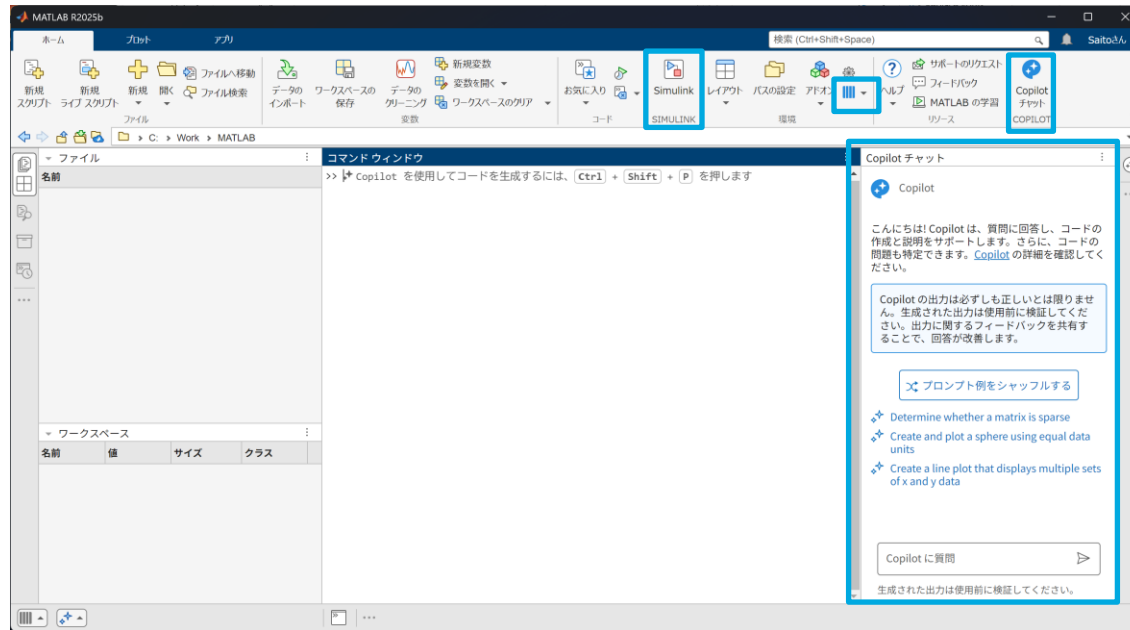 MATLAB R2025b
ホーム
プロット
アプリ
検索 (Ctrl+Shift+Space)
Saitoさん
新規
スクリプト
新規
ライブ スクリプト
新規
開く
ファイルへ移動
ファイル検索
ファイル
データの
インポート
ワークスペースの
保存
データの
クリーニング
新規変数
変数を開く
ワークスペースのクリア
変数
お気に入り
コード
Simulink
SIMULINK
レイアウト
パスの設定
アドオン
環境
ヘルプ
サポートのリクエスト
フィードバック
MATLAB の学習
リソース
Copilot
チャット
COPILOT
C: › Work › MATLAB
ファイル
名前
コマンド ウィンドウ
>> Copilot を使用してコードを生成するには、 Ctrl + Shift + P を押します
Copilot チャット
Copilot
こんにちは! Copilot は、質問に回答し、コードの
作成と説明をサポートします。さらに、コードの
問題も特定できます。Copilot の詳細を確認してく
ださい。
Copilot の出力は必ずしも正しいとは限りませ
ん。生成された出力は使用前に検証してくだ
さい。出力に関するフィードバックを共有す
ることで、回答が改善します。
プロンプト例をシャッフルする
Determine whether a matrix is sparse
Create and plot a sphere using equal data
units
Create a line plot that displays multiple sets
of x and y data
Copilot に質問
生成された出力は使用前に検証してください。
ワークスペース
名前 値 サイズ クラス